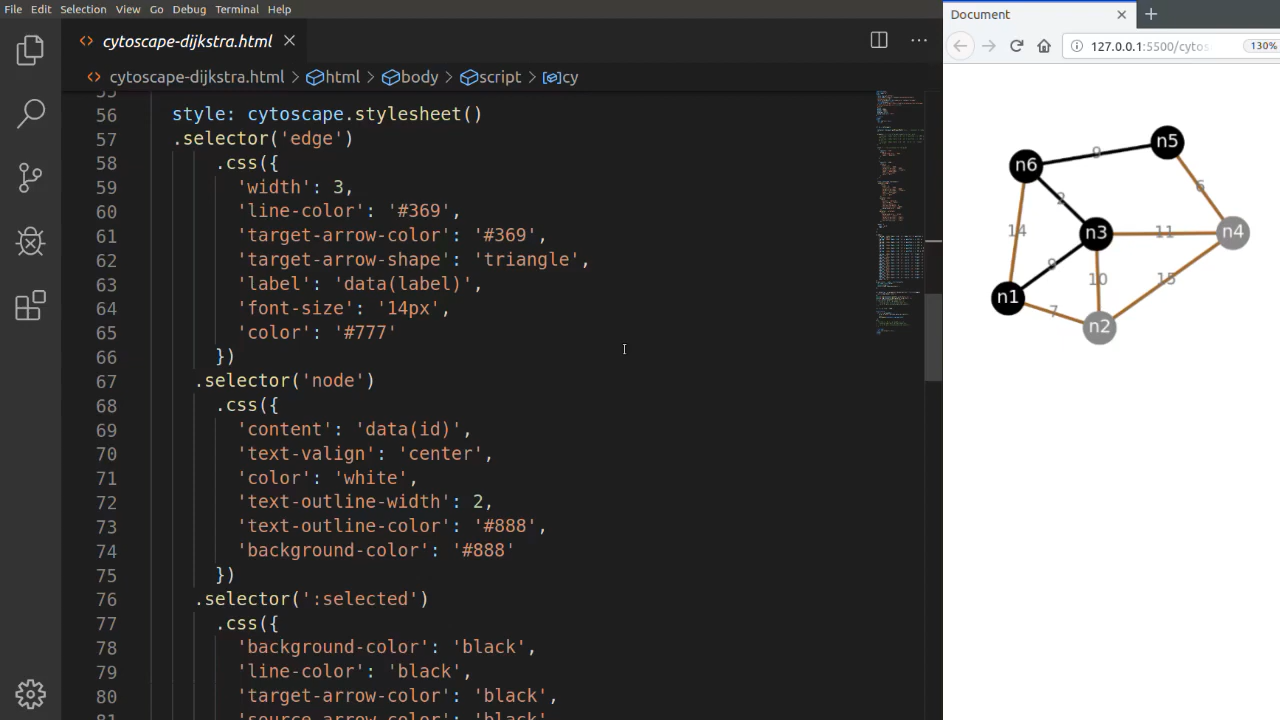 File Edit Selection View Go Debug Terminal Help
cytoscape-dijkstra.html
cytoscape-dijkstra.html > html > body > script > cy
55
56 style: cytoscape.stylesheet()
57 .selector('edge')
58 .css({
59 'width': 3,
60 'line-color': '#369',
61 'target-arrow-color': '#369',
62 'target-arrow-shape': 'triangle',
63 'label': 'data(label)',
64 'font-size': '14px',
65 'color': '#777'
66 })
67 .selector('node')
68 .css({
69 'content': 'data(id)',
70 'text-valign': 'center',
71 'color': 'white',
72 'text-outline-width': 2,
73 'text-outline-color': '#888',
74 'background-color': '#888'
75 })
76 .selector(':selected')
77 .css({
78 'background-color': 'black',
79 'line-color': 'black',
80 'target-arrow-color': 'black',
81 'source-arrow-color': 'black',
Document
127.0.0.1:5500/cytos
130%
n5
9
n6
6
2
14
n3
11
n4
10
15
n1
7
n2